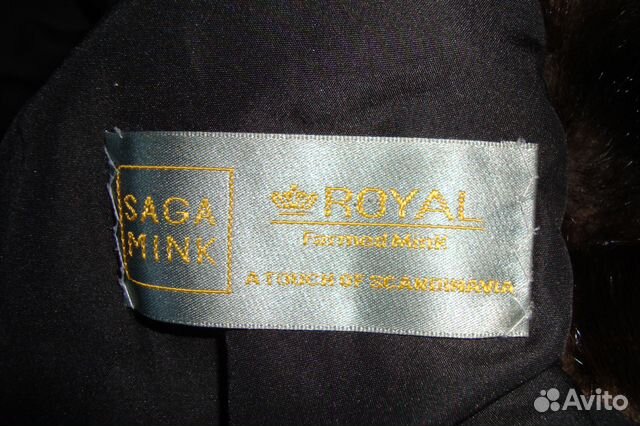 SAGA
MINK
ROYAL
Farmed Mink
A TOUCH OF SCANDINAVIA
Avito